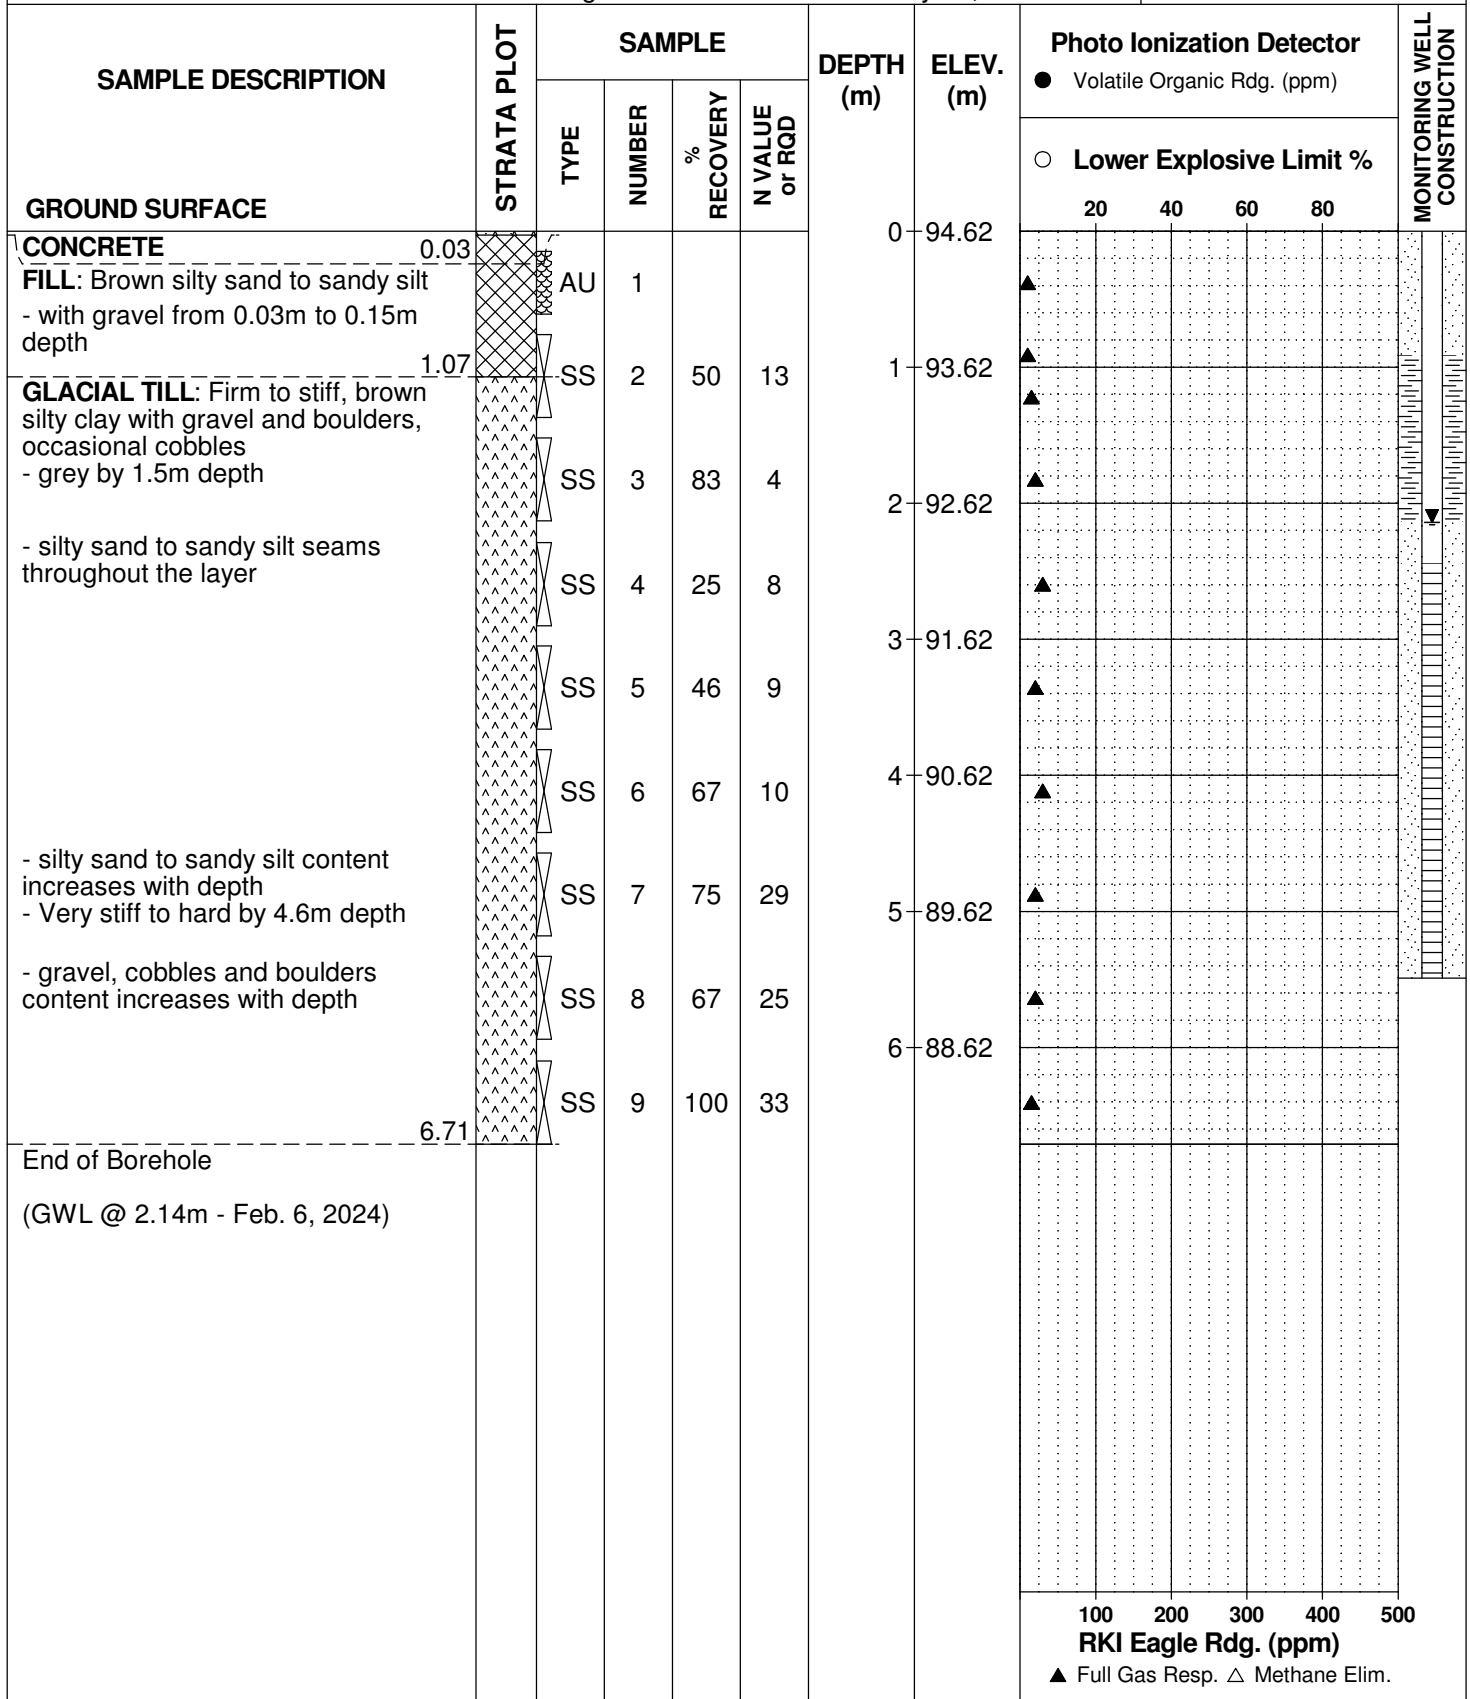 SAMPLE DESCRIPTION
GROUND SURFACE
STRATA PLOT
SAMPLE
TYPE
NUMBER
%
RECOVERY
N VALUE
or RQD
DEPTH
(m)
ELEV.
(m)
Photo Ionization Detector
● Volatile Organic Rdg. (ppm)
○ Lower Explosive Limit %
20 40 60 80
MONITORING WELL
CONSTRUCTION
0 94.62
CONCRETE 0.03
FILL: Brown silty sand to sandy silt
AU 1
- with gravel from 0.03m to 0.15m
depth
1.07
1 93.62
SS 2 50 13
GLACIAL TILL: Firm to stiff, brown
silty clay with gravel and boulders,
occasional cobbles
- grey by 1.5m depth
SS 3 83 4
2 92.62
- silty sand to sandy silt seams
throughout the layer
SS 4 25 8
3 91.62
SS 5 46 9
4 90.62
SS 6 67 10
- silty sand to sandy silt content
increases with depth
- Very stiff to hard by 4.6m depth
SS 7 75 29
5 89.62
- gravel, cobbles and boulders
content increases with depth
SS 8 67 25
6 88.62
SS 9 100 33
6.71
End of Borehole
(GWL @ 2.14m - Feb. 6, 2024)
100 200 300 400 500
RKI Eagle Rdg. (ppm)
▲ Full Gas Resp. △ Methane Elim.